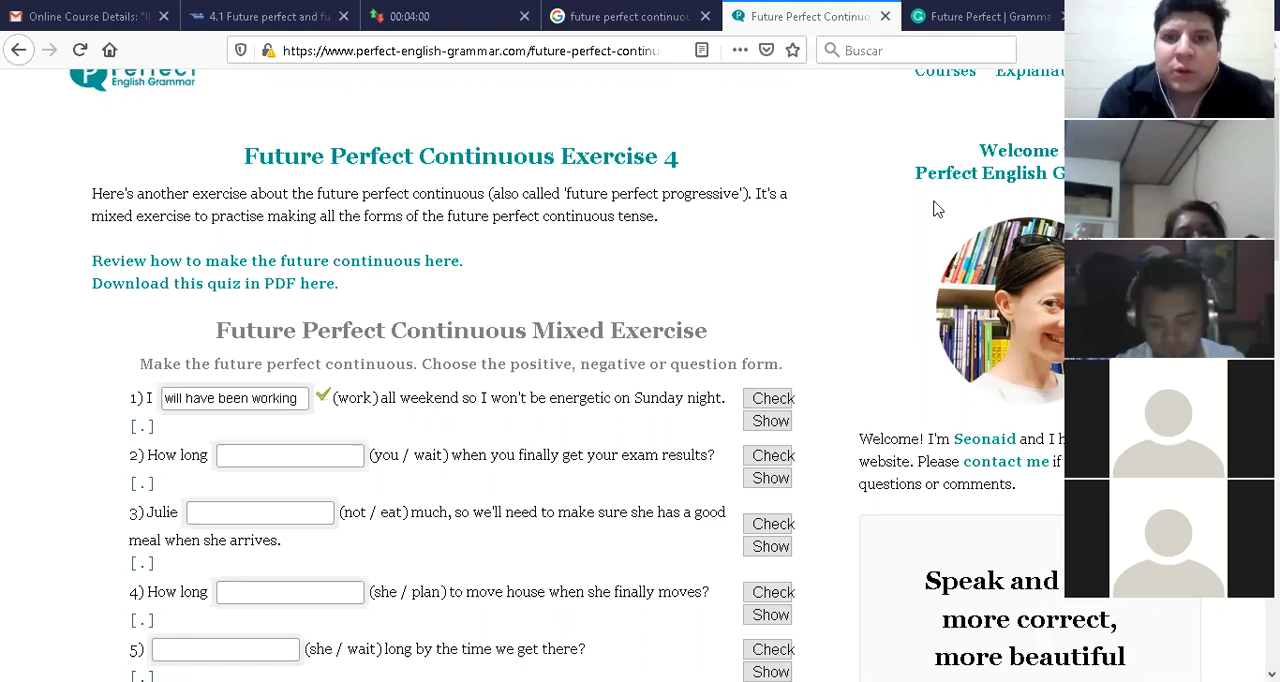 Online Course Details: "I
4.1 Future perfect and fu
00:04:00
future perfect continuou
Future Perfect Continuo
Future Perfect | Gramma
https://www.perfect-english-grammar.com/future-perfect-continu
Buscar
Perfect
English Grammar
Courses Explanat
Future Perfect Continuous Exercise 4
Here's another exercise about the future perfect continuous (also called 'future perfect progressive'). It's a
mixed exercise to practise making all the forms of the future perfect continuous tense.
Review how to make the future continuous here.
Download this quiz in PDF here.
Future Perfect Continuous Mixed Exercise
Make the future perfect continuous. Choose the positive, negative or question form.
1) I will have been working (work) all weekend so I won't be energetic on Sunday night. Check
Show
[ . ]
2) How long (you / wait) when you finally get your exam results? Check
Show
[ . ]
3) Julie (not / eat) much, so we'll need to make sure she has a good Check
meal when she arrives. Show
[ . ]
4) How long (she / plan) to move house when she finally moves? Check
Show
[ . ]
5) (she / wait) long by the time we get there? Check
Show
[ . ]
Welcome
Perfect English G
Welcome! I'm Seonaid and I h
website. Please contact me if
questions or comments.
Speak and
more correct,
more beautiful